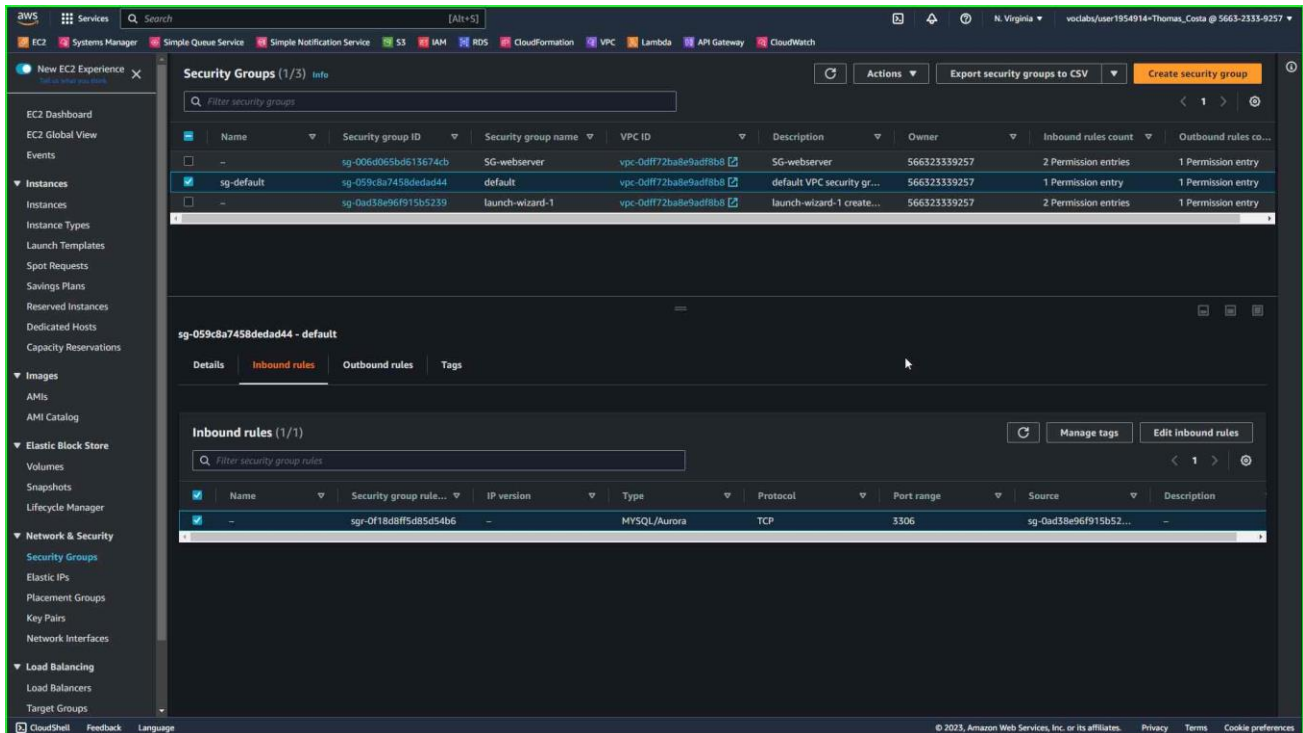 aws Services Search [Alt+S] N. Virginia ▼ voclabs/user1954914=Thomas_Costa @ 5663-2333-9257 ▼
EC2 Systems Manager Simple Queue Service Simple Notification Service S3 IAM RDS CloudFormation VPC Lambda API Gateway CloudWatch
New EC2 Experience
Tell us what you think
EC2 Dashboard
EC2 Global View
Events
▼ Instances
Instances
Instance Types
Launch Templates
Spot Requests
Savings Plans
Reserved Instances
Dedicated Hosts
Capacity Reservations
▼ Images
AMIs
AMI Catalog
▼ Elastic Block Store
Volumes
Snapshots
Lifecycle Manager
▼ Network & Security
Security Groups
Elastic IPs
Placement Groups
Key Pairs
Network Interfaces
▼ Load Balancing
Load Balancers
Target Groups
Security Groups (1/3) Info Actions ▼ Export security groups to CSV ▼ Create security group
Filter security groups 1
Name Security group ID Security group name VPC ID Description Owner Inbound rules count Outbound rules co...
– sg-006d065bd613674cb SG-webserver vpc-0dff72ba8e9adf8b8 SG-webserver 566323339257 2 Permission entries 1 Permission entry
sg-default sg-059c8a7458dedad44 default vpc-0dff72ba8e9adf8b8 default VPC security gr... 566323339257 1 Permission entry 1 Permission entry
– sg-0ad38e96f915b5239 launch-wizard-1 vpc-0dff72ba8e9adf8b8 launch-wizard-1 create... 566323339257 2 Permission entries 1 Permission entry
sg-059c8a7458dedad44 - default
Details Inbound rules Outbound rules Tags
Inbound rules (1/1) Manage tags Edit inbound rules
Filter security group rules 1
Name Security group rule... IP version Type Protocol Port range Source Description
– sgr-0f18d8ff5d85d54b6 – MYSQL/Aurora TCP 3306 sg-0ad38e96f915b52... –
CloudShell Feedback Language © 2023, Amazon Web Services, Inc. or its affiliates. Privacy Terms Cookie preferences